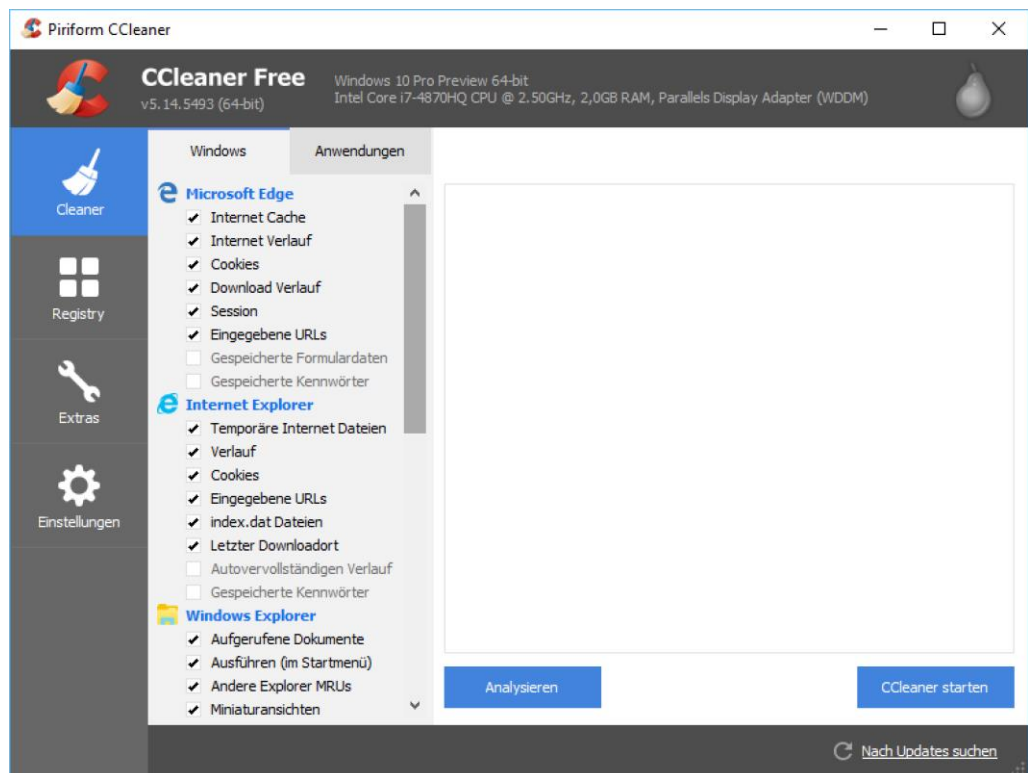 Piriform CCleaner
CCleaner Free
v5.14.5493 (64-bit)
Windows 10 Pro Preview 64-bit
Intel Core i7-4870HQ CPU @ 2.50GHz, 2,0GB RAM, Parallels Display Adapter (WDDM)
Cleaner
Registry
Extras
Einstellungen
Windows
Anwendungen
Microsoft Edge
Internet Cache
Internet Verlauf
Cookies
Download Verlauf
Session
Eingegebene URLs
Gespeicherte Formulardaten
Gespeicherte Kennwörter
Internet Explorer
Temporäre Internet Dateien
Verlauf
Cookies
Eingegebene URLs
index.dat Dateien
Letzter Downloadort
Autovervollständigen Verlauf
Gespeicherte Kennwörter
Windows Explorer
Aufgerufene Dokumente
Ausführen (im Startmenü)
Andere Explorer MRUs
Miniaturansichten
Analysieren
CCleaner starten
Nach Updates suchen